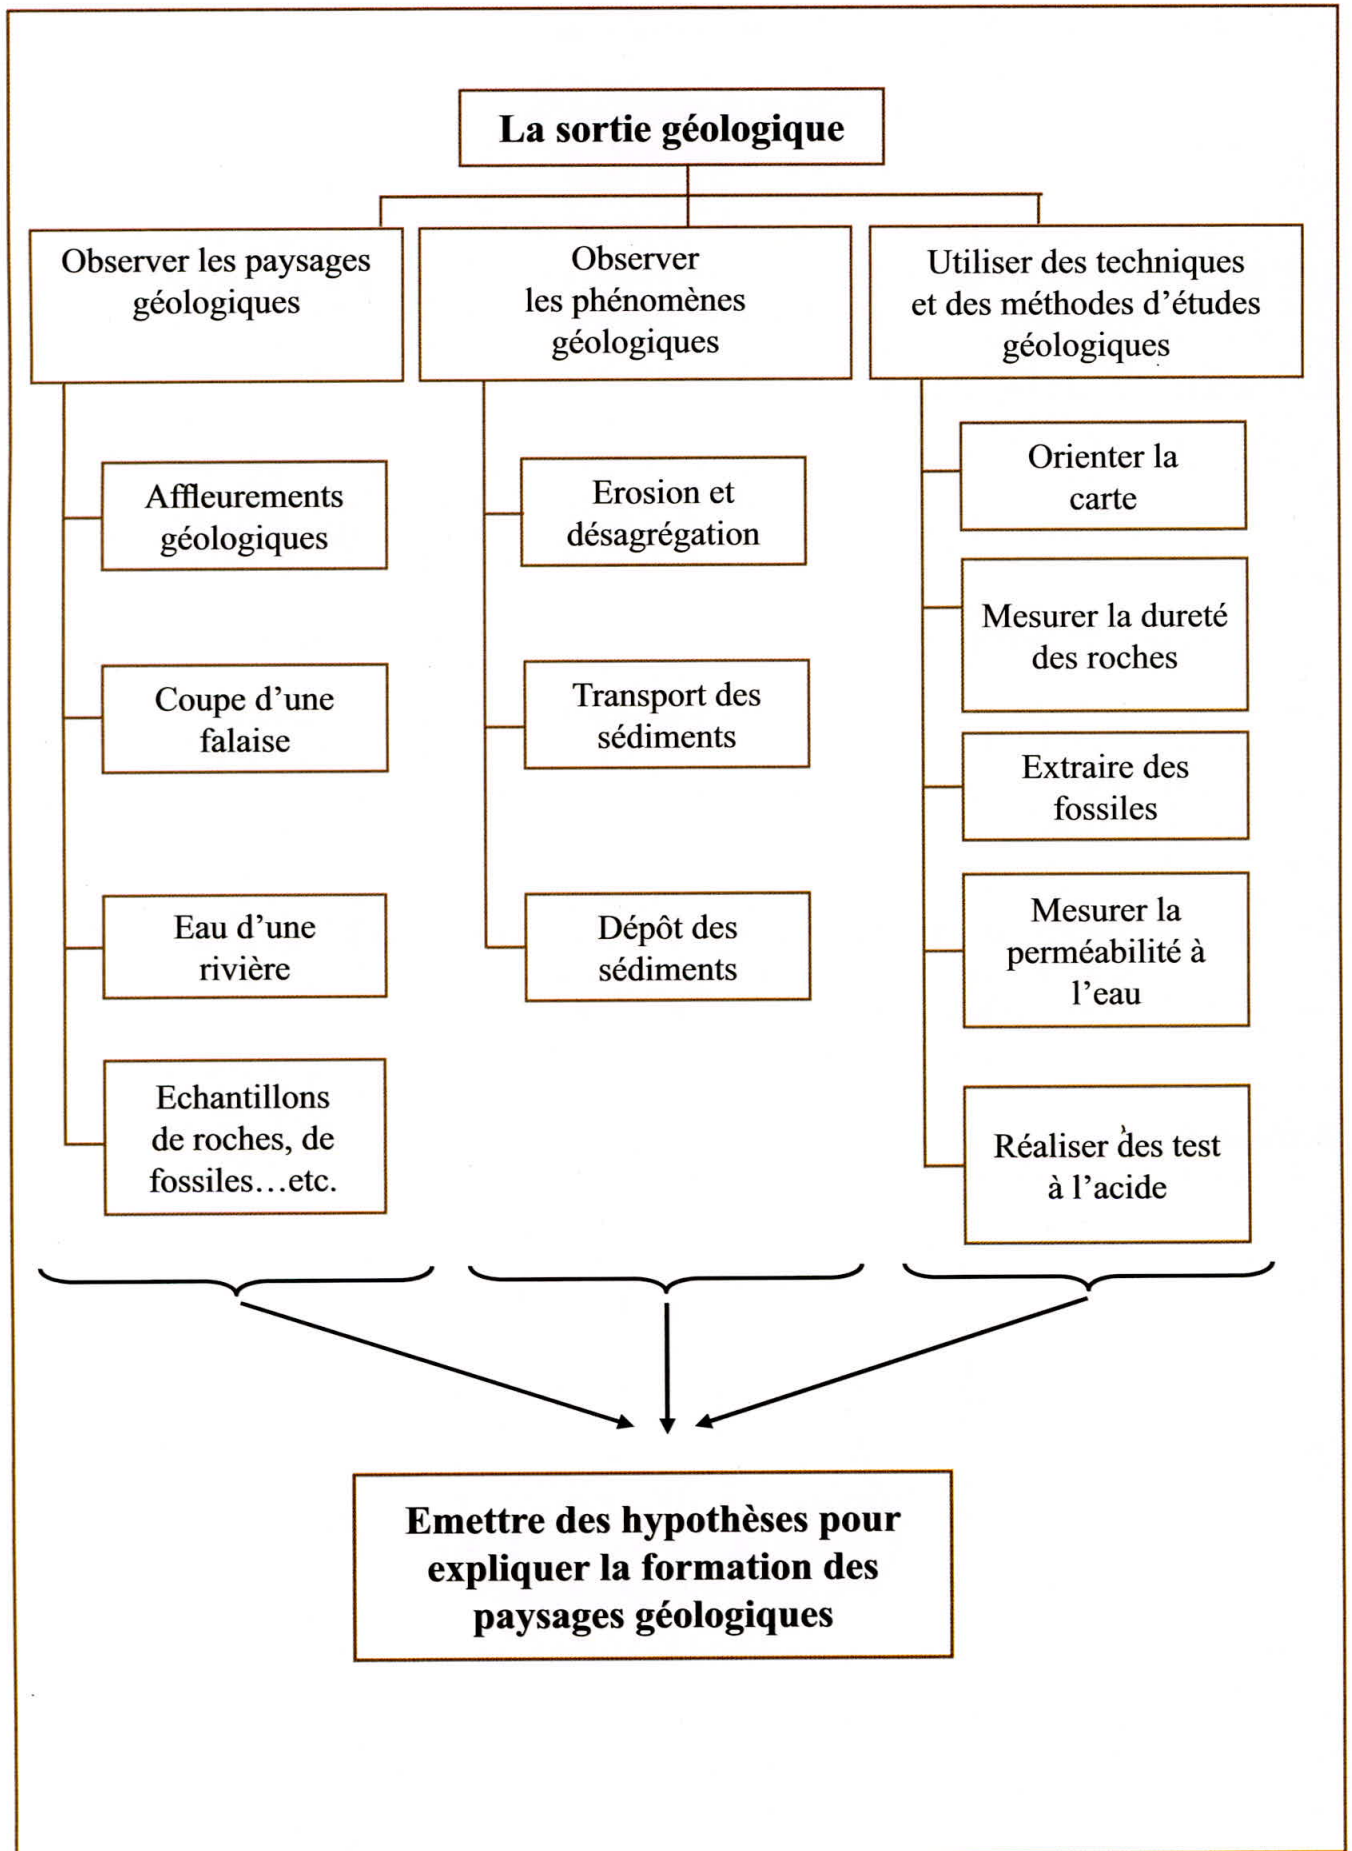 La sortie géologique
Observer les paysages
géologiques
Observer
les phénomènes
géologiques
Utiliser des techniques
et des méthodes d’études
géologiques
Affleurements
géologiques
Coupe d’une
falaise
Eau d’une
rivière
Echantillons
de roches, de
fossiles…etc.
Erosion et
désagrégation
Transport des
sédiments
Dépôt des
sédiments
Orienter la
carte
Mesurer la dureté
des roches
Extraire des
fossiles
Mesurer la
perméabilité à
l’eau
Réaliser des test
à l’acide
Emettre des hypothèses pour
expliquer la formation des
paysages géologiques